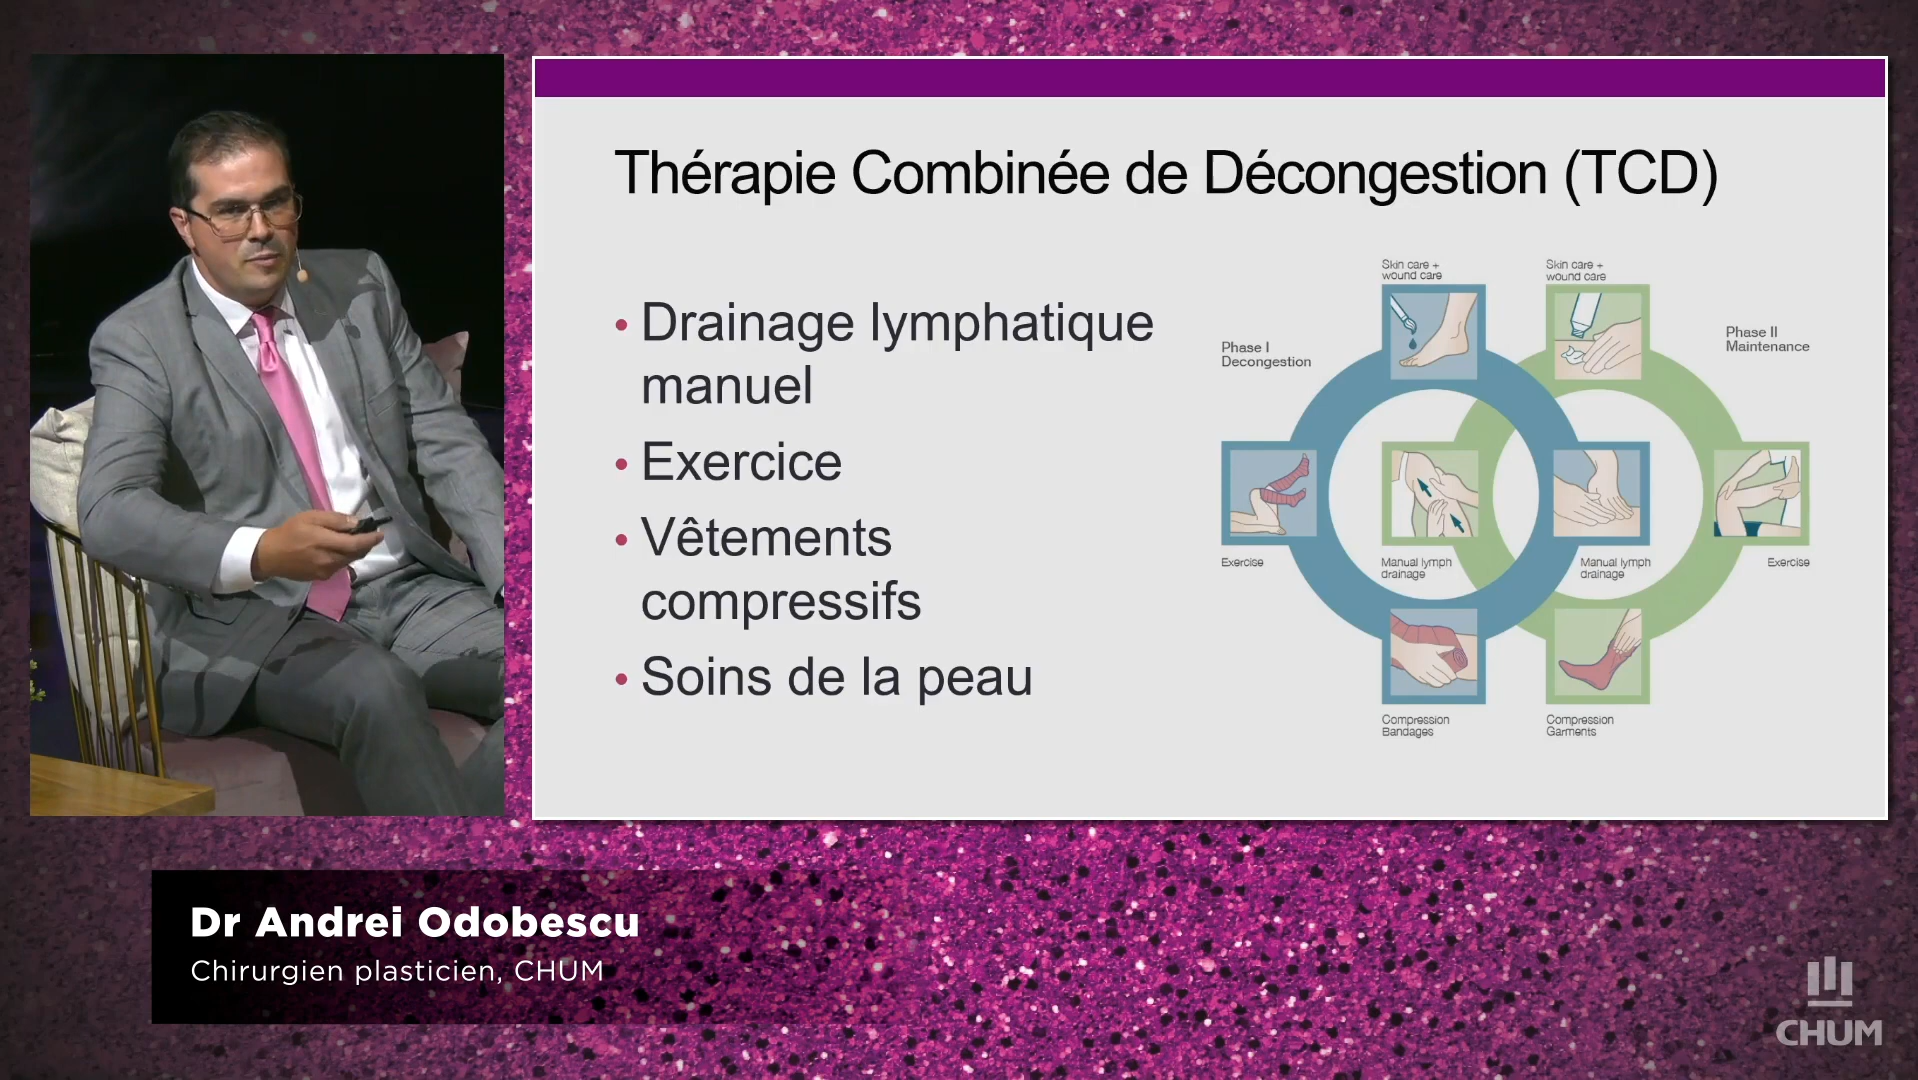 Thérapie Combinée de Décongestion (TCD)
• Drainage lymphatique
manuel
• Exercice
• Vêtements
compressifs
• Soins de la peau
Skin care +
wound care
Skin care +
wound care
Phase I
Decongestion
Phase II
Maintenance
Exercise
Manual lymph
drainage
Manual lymph
drainage
Exercise
Compression
Bandages
Compression
Garments
Dr Andrei Odobescu
Chirurgien plasticien, CHUM
CHUM